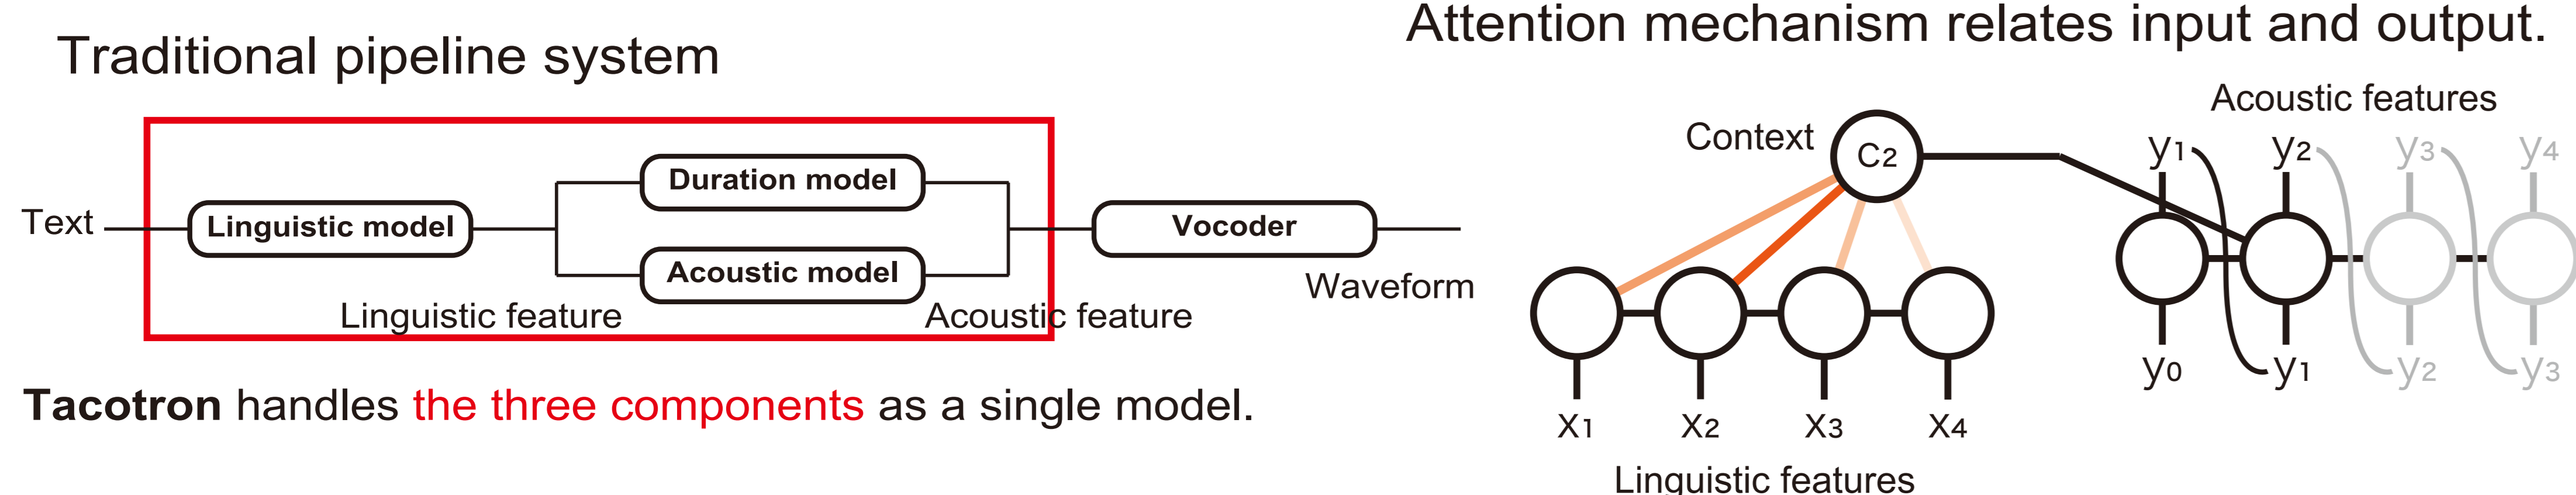 Traditional pipeline system
Text
Linguistic model
Duration model
Acoustic model
Vocoder
Linguistic feature
Acoustic feature
Waveform
Tacotron handles the three components as a single model.
Attention mechanism relates input and output.
Acoustic features
Context
C2
y1 y2 y3 y4
y0 y1 y2 y3
x1 x2 x3 x4
Linguistic features